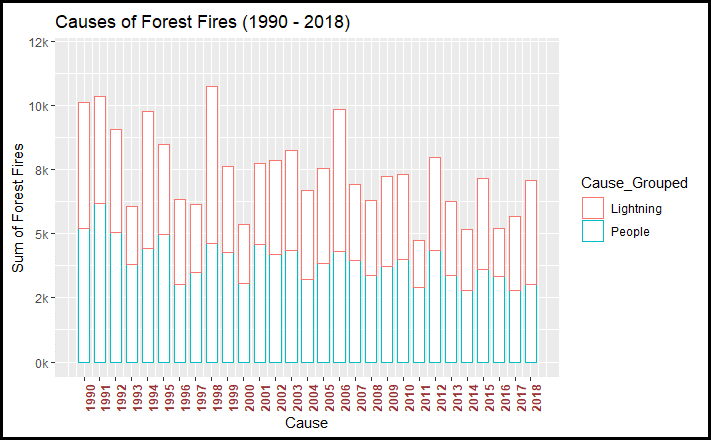 Causes of Forest Fires (1990 - 2018)
12k
10k
8k
5k
2k
0k
Sum of Forest Fires
1990 1991 1992 1993 1994 1995 1996 1997 1998 1999 2000 2001 2002 2003 2004 2005 2006 2007 2008 2009 2010 2011 2012 2013 2014 2015 2016 2017 2018
Cause
Cause_Grouped
Lightning
People